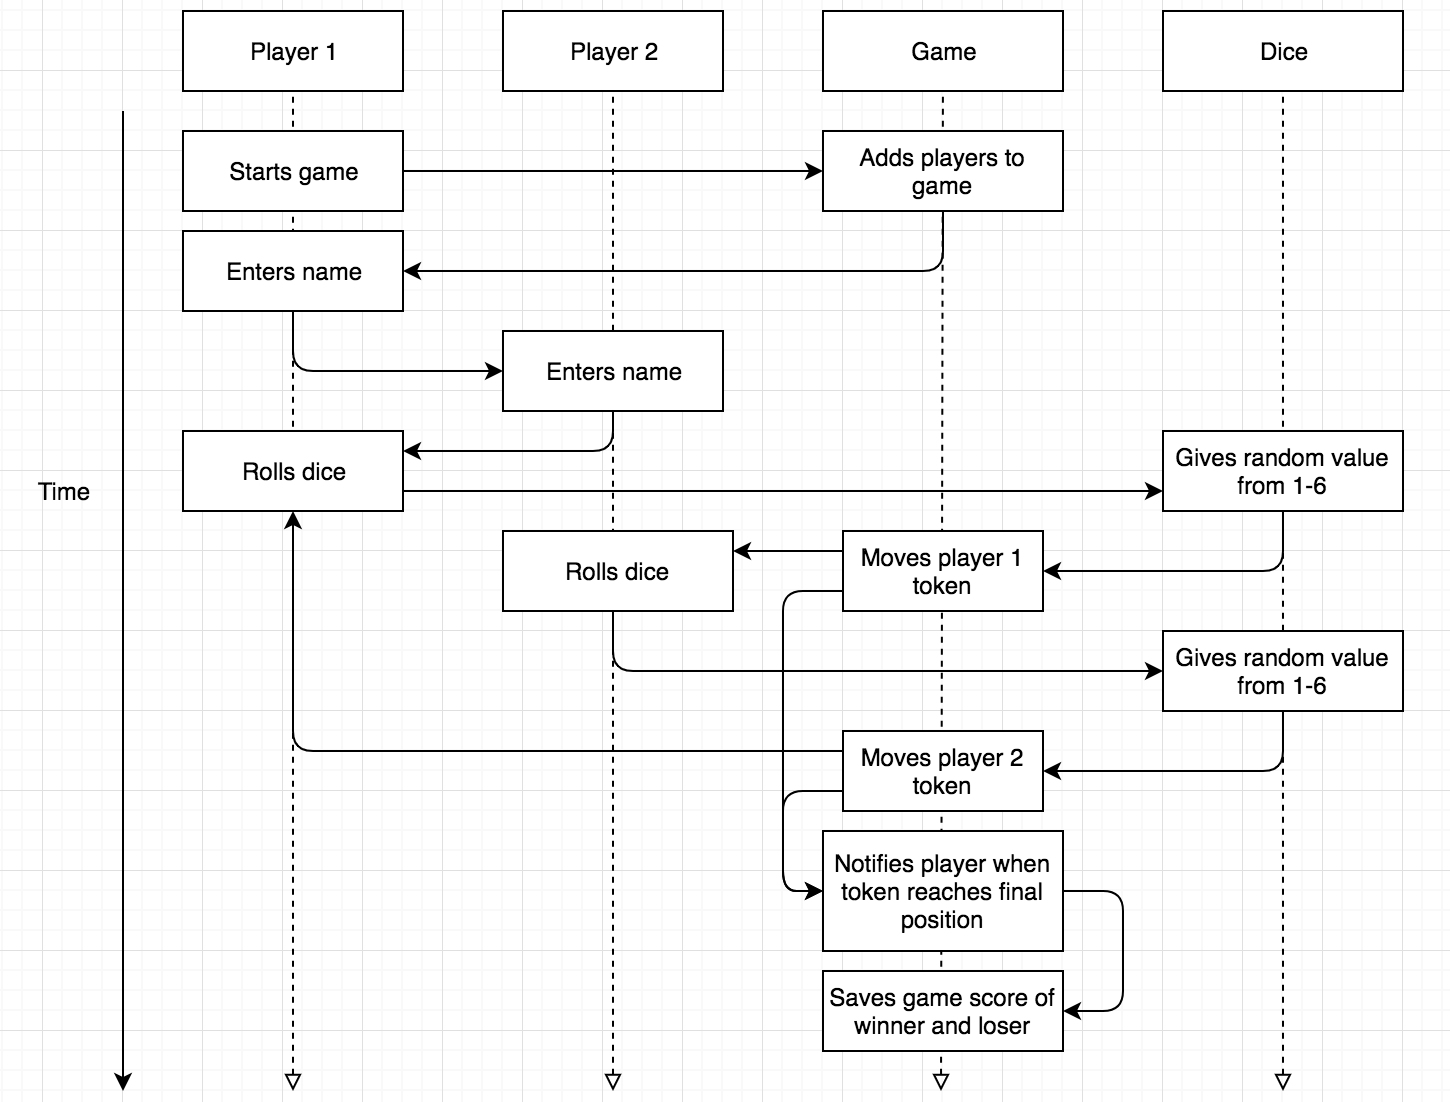 Player 1
Player 2
Game
Dice
Starts game
Adds players to
game
Enters name
Enters name
Time
Rolls dice
Gives random value
from 1-6
Rolls dice
Moves player 1
token
Gives random value
from 1-6
Moves player 2
token
Notifies player when
token reaches final
position
Saves game score of
winner and loser